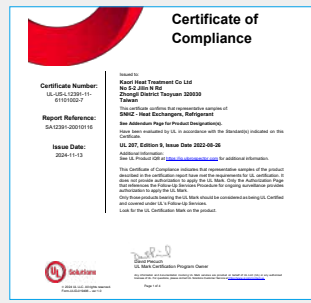 Certificate of
Compliance
Certificate Number:
UL-US-L12391-11-
61101002-7
Report Reference:
SA12391-20010116
Issue Date:
2024-11-13
Issued to:
Kaori Heat Treatment Co Ltd
No 5-2 Jilin N Rd
Zhongli District Taoyuan 320030
Taiwan
This certificate confirms that representative samples of:
SNHZ - Heat Exchangers, Refrigerant
See Addendum Page for Product Designation(s).
Have been evaluated by UL in accordance with the Standard(s) indicated on this
Certificate.
UL 207, Edition 9, Issue Date 2022-08-26
Additional Information:
See UL Product iQ® at https://iq.ulprospector.com for additional information.
This Certificate of Compliance indicates that representative samples of the product
described in the certification report have met the requirements for UL certification. It
does not provide authorization to apply the UL Mark. Only the Authorization Page
that references the Follow-Up Services Procedure for ongoing surveillance provides
authorization to apply the UL Mark.
Only those products bearing the UL Mark should be considered as being UL Certified
and covered under UL's Follow-Up Services.
Look for the UL Certification Mark on the product.
UL Solutions
David Piecuch
UL Mark Certification Program Owner
Page 1 of 2